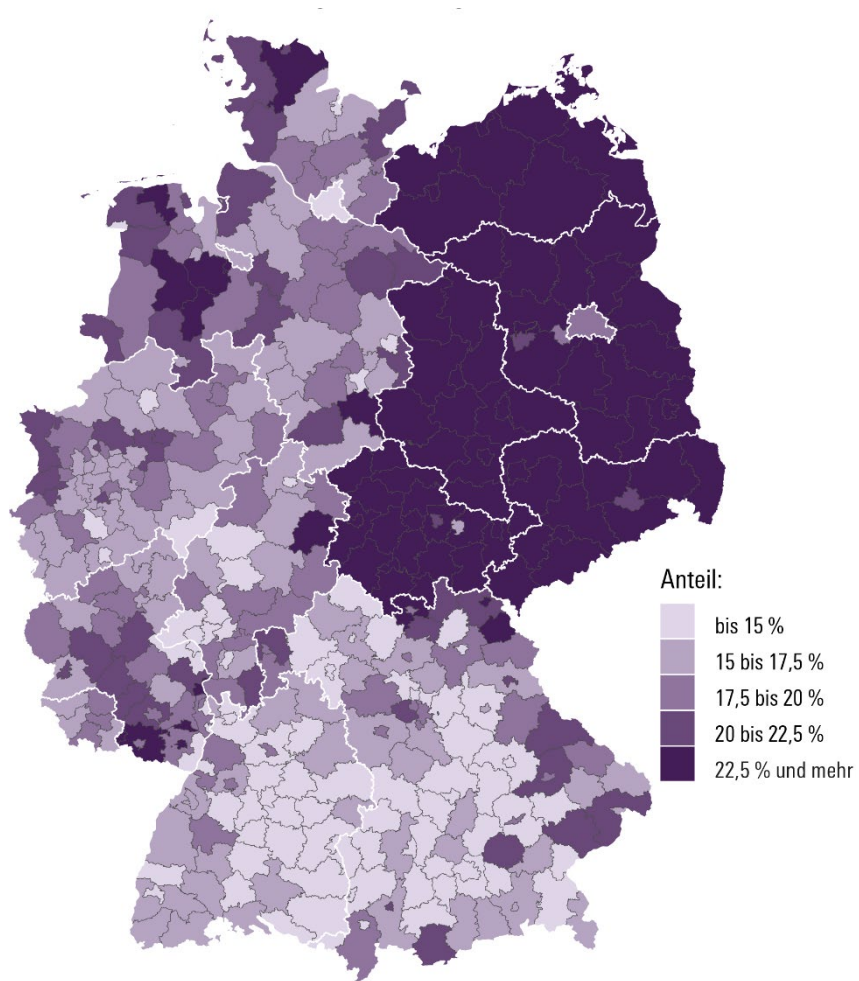 Anteil:
bis 15 %
15 bis 17,5 %
17,5 bis 20 %
20 bis 22,5 %
22,5 % und mehr